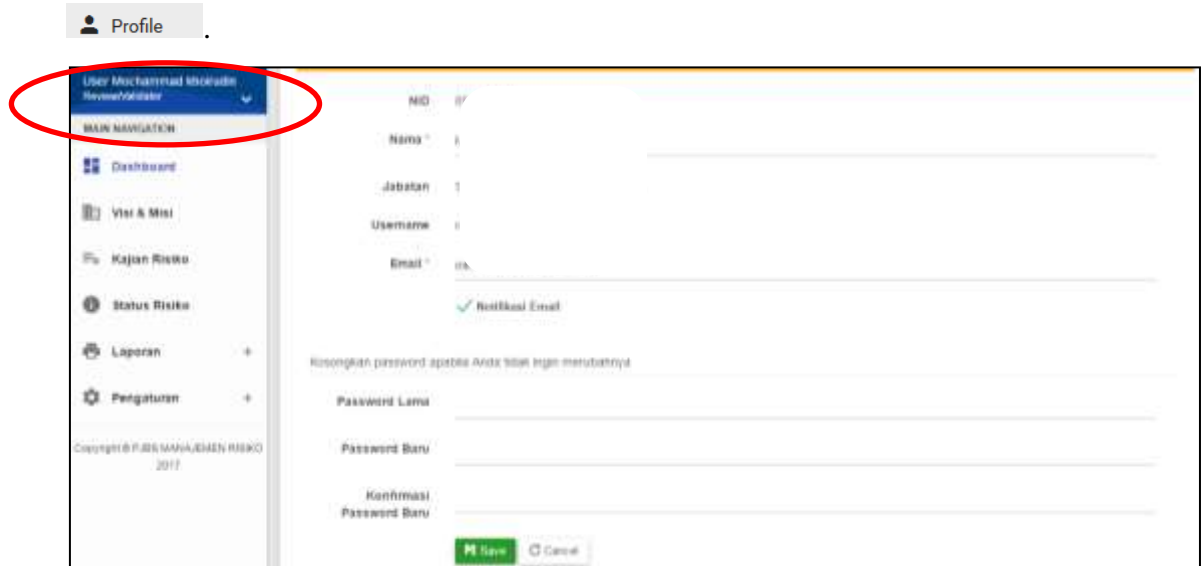 Profile .
User Mochammad khoirudin
Review/Validator
MAIN NAVIGATION
Dashboard
Visi & Misi
Kajian Risiko
Status Risiko
Laporan +
Pengaturan +
Copyright © PJBS MANAJEMEN RISIKO
2017
NID
Nama *
Jabatan
Username
Email *
Notifikasi Email
Kosongkan password apabila Anda tidak ingin merubahnya
Password Lama
Password Baru
Konfirmasi
Password Baru
Save Cancel